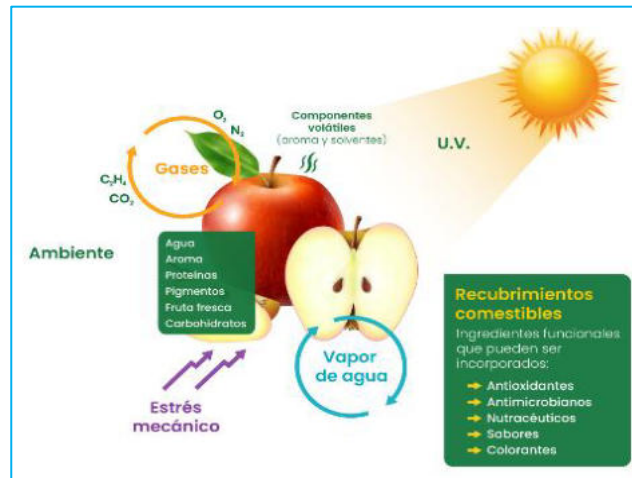 O₂
N₂
Gases
C₂H₄
CO₂
Componentes
volátiles
(aroma y solventes)
U.V.
Ambiente
Agua
Aroma
Proteínas
Pigmentos
Fruta fresca
Carbohidratos
Estrés
mecánico
Vapor
de agua
Recubrimientos
comestibles
Ingredientes funcionales
que pueden ser
incorporados:
Antioxidantes
Antimicrobianos
Nutracéuticos
Sabores
Colorantes